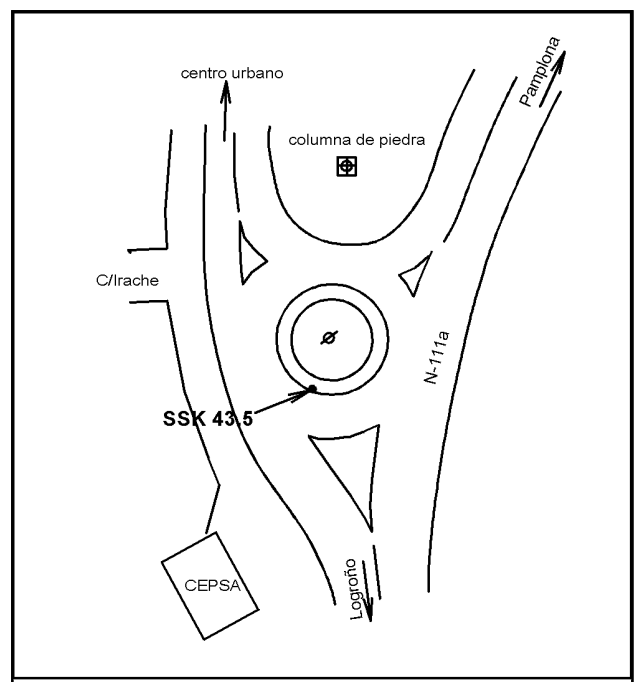 Pamplona
centro urbano
columna de piedra
C/Irache
N-111a
SSK 43.5
CEPSA
Logroño